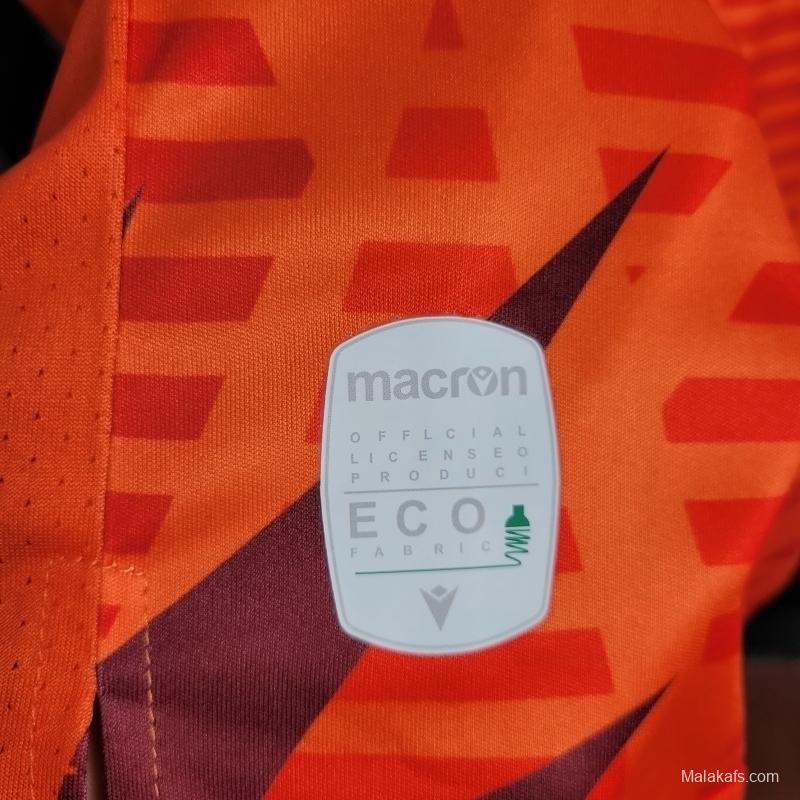 macron
OFFLCIAL
LICENSEO
PRODUCI
ECO
FABRIC
Malakafs.com